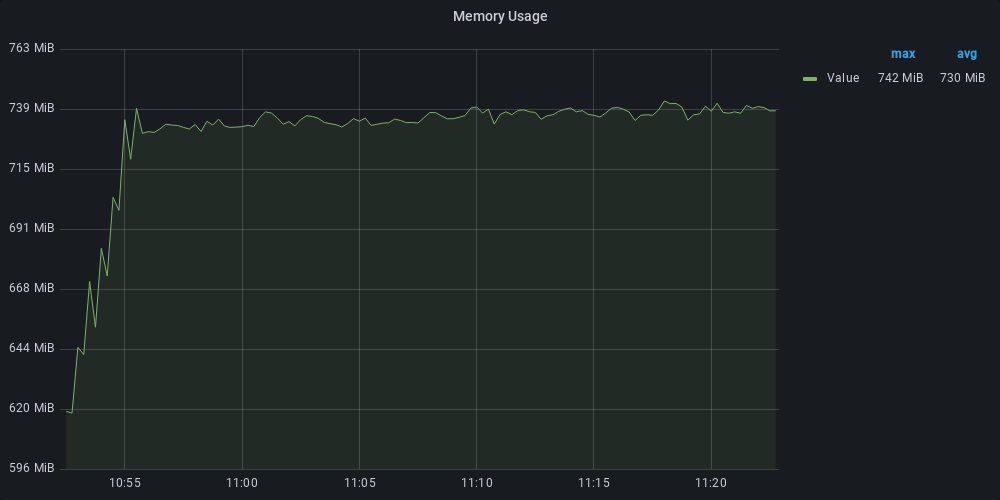 Memory Usage
763 MiB
739 MiB
715 MiB
691 MiB
668 MiB
644 MiB
620 MiB
596 MiB
10:55 11:00 11:05 11:10 11:15 11:20
max avg
Value 742 MiB 730 MiB